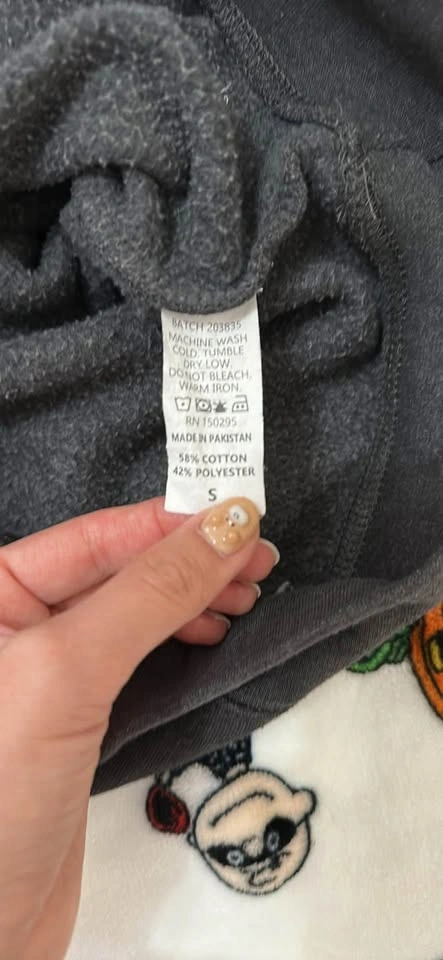 BATCH 203835
MACHINE WASH
COLD. TUMBLE
DRY LOW.
DO NOT BLEACH.
WARM IRON.
RN 150295
MADE IN PAKISTAN
58% COTTON
42% POLYESTER
S